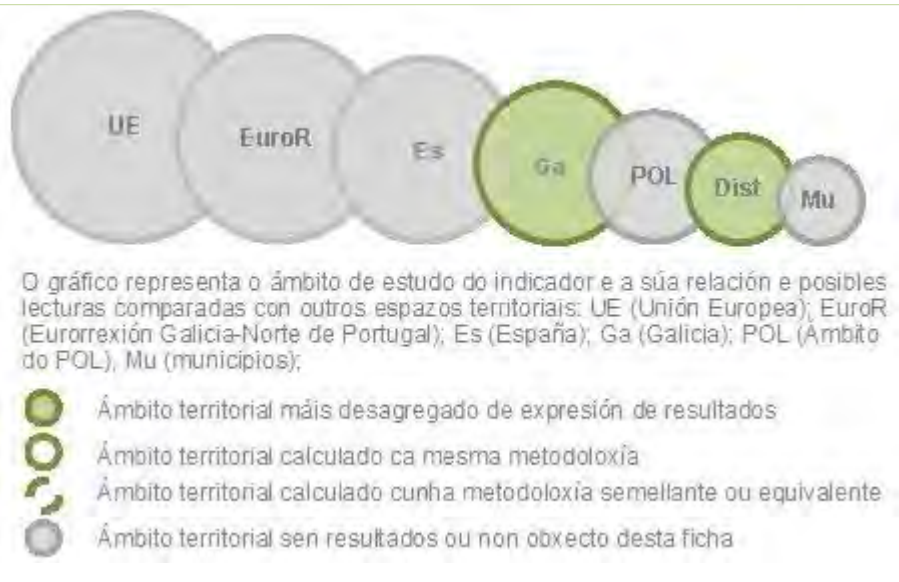 UE
EuroR
Es
Ga
POL
Dist
Mu
O gráfico representa o ámbito de estudo do indicador e a súa relación e posibles
lecturas comparadas con outros espazos territoriais: UE (Unión Europea); EuroR
(Eurorrexión Galicia-Norte de Portugal); Es (España); Ga (Galicia); POL (Ámbito
do POL), Mu (municipios);
Ámbito territorial máis desagregado de expresión de resultados
Ámbito territorial calculado ca mesma metodoloxía
Ámbito territorial calculado cunha metodoloxía semellante ou equivalente
Ámbito territorial sen resultados ou non obxecto desta ficha